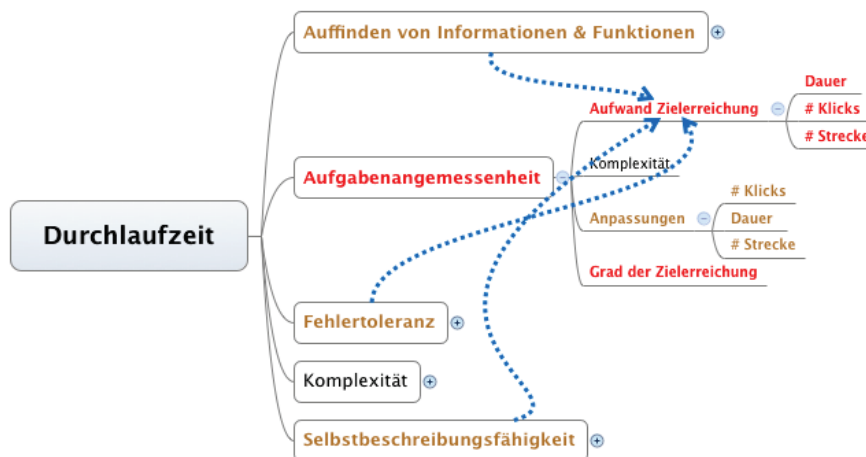 Durchlaufzeit
Auffinden von Informationen & Funktionen
Aufgabenangemessenheit
Aufwand Zielerreichung
Dauer
# Klicks
# Strecke
Komplexität
Anpassungen
# Klicks
Dauer
# Strecke
Grad der Zielerreichung
Fehlertoleranz
Komplexität
Selbstbeschreibungsfähigkeit